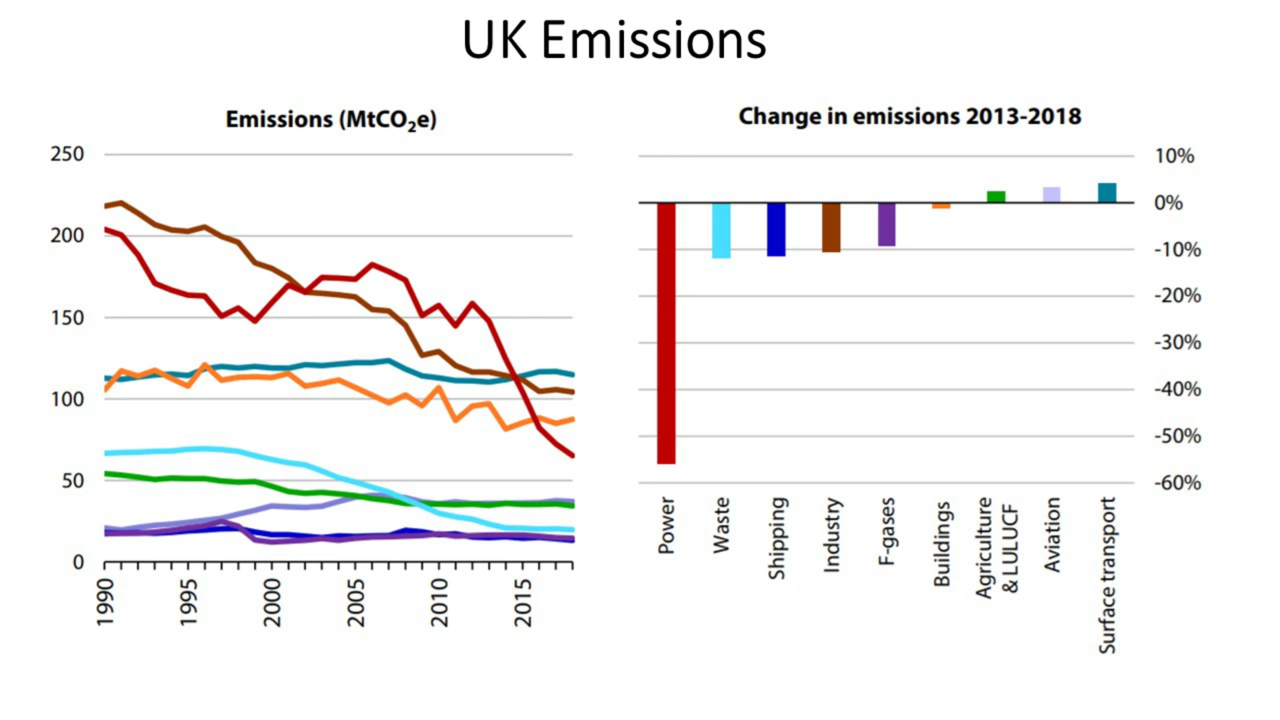 UK Emissions
Emissions (MtCO₂e)
250
200
150
100
50
0
1990
1995
2000
2005
2010
2015
Change in emissions 2013-2018
10%
0%
-10%
-20%
-30%
-40%
-50%
-60%
Power
Waste
Shipping
Industry
F-gases
Buildings
Agriculture
& LULUCF
Aviation
Surface transport